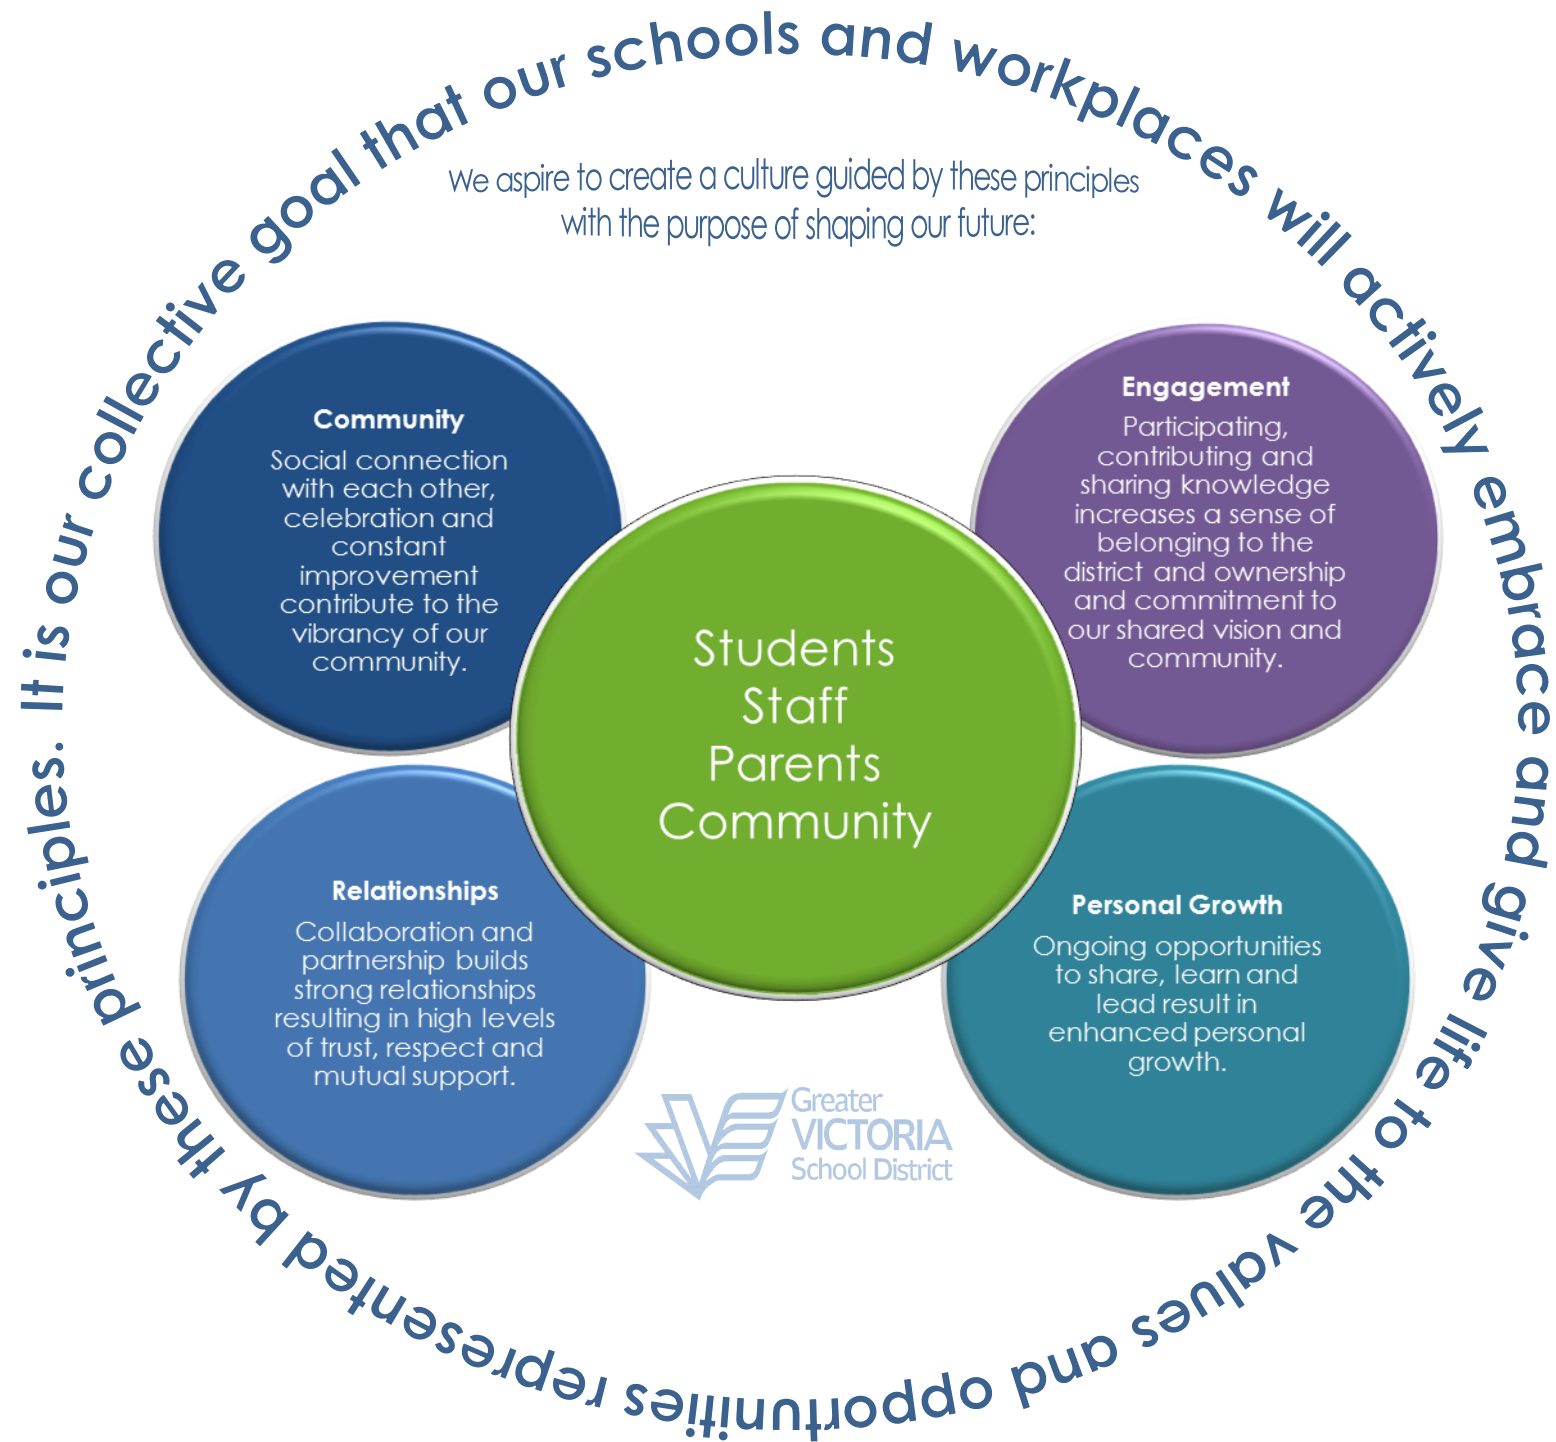 It is our collective goal that our schools and workplaces will actively embrace and give life to the values and opportunities represented by these principles.
We aspire to create a culture guided by these principles
with the purpose of shaping our future:
Community
Social connection
with each other,
celebration and
constant
improvement
contribute to the
vibrancy of our
community.
Engagement
Participating,
contributing and
sharing knowledge
increases a sense of
belonging to the
district and ownership
and commitment to
our shared vision and
community.
Students
Staff
Parents
Community
Relationships
Collaboration and
partnership builds
strong relationships
resulting in high levels
of trust, respect and
mutual support.
Personal Growth
Ongoing opportunities
to share, learn and
lead result in
enhanced personal
growth.
Greater
VICTORIA
School District